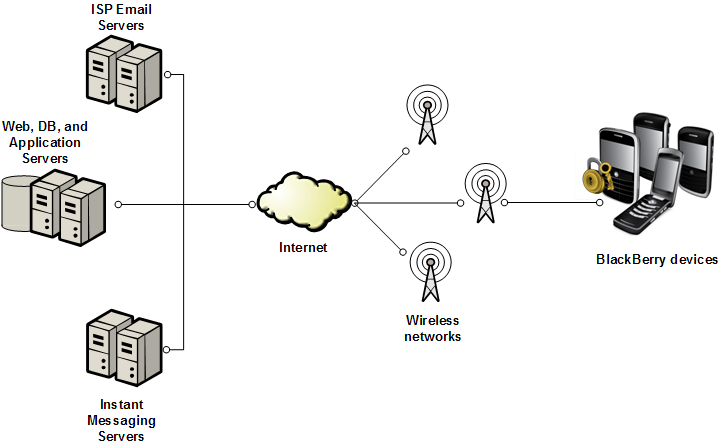 ISP Email
Servers
Web, DB, and
Application
Servers
Internet
Wireless
networks
BlackBerry devices
Instant
Messaging
Servers